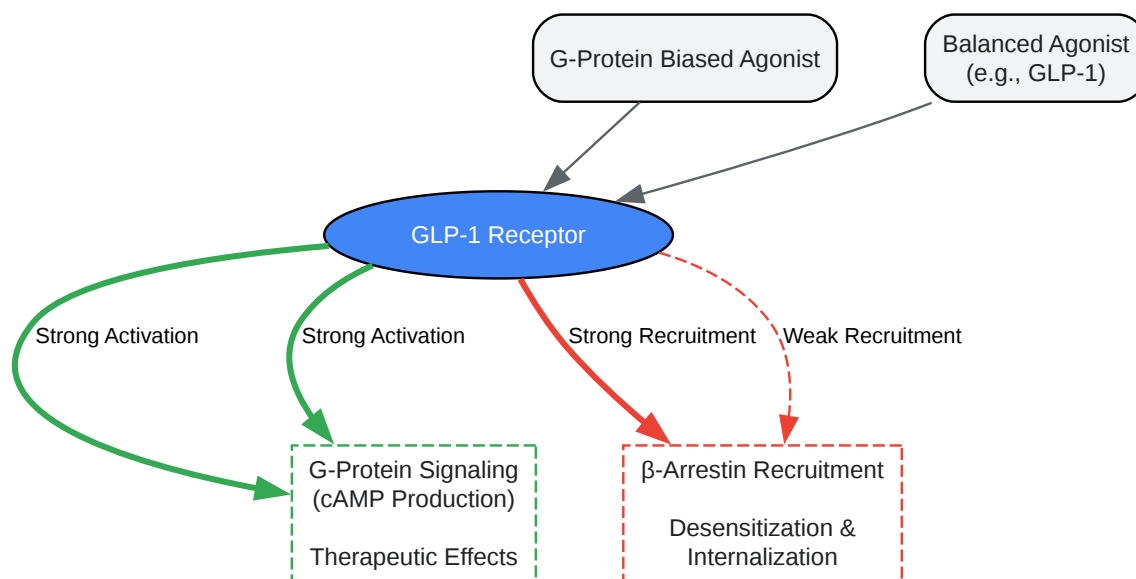 G-Protein Biased Agonist
Balanced Agonist
(e.g., GLP-1)
GLP-1 Receptor
Strong Activation
Strong Activation
Strong Recruitment
Weak Recruitment
G-Protein Signaling
(cAMP Production)
Therapeutic Effects
β-Arrestin Recruitment
Desensitization &
Internalization